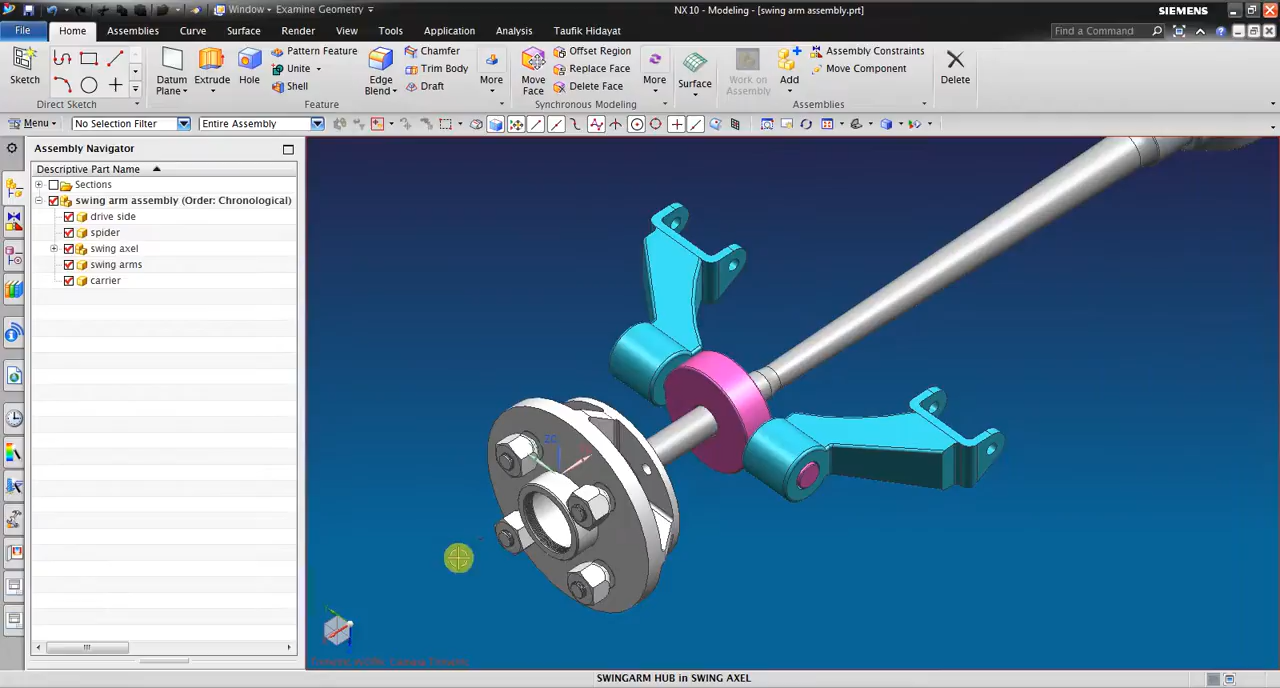 Window ▾ Examine Geometry
NX 10 - Modeling - [swing arm assembly.prt]
SIEMENS
File Home Assemblies Curve Surface Render View Tools Application Analysis Taufik Hidayat
Find a Command
Sketch
Direct Sketch
Datum Plane
Extrude
Hole
Pattern Feature
Unite
Shell
Edge Blend
Chamfer
Trim Body
Draft
More
Feature
Move Face
Offset Region
Replace Face
Delete Face
More
Synchronous Modeling
Surface
Work on Assembly
Add
Assembly Constraints
Move Component
Assemblies
Delete
Menu
No Selection Filter
Entire Assembly
Assembly Navigator
Descriptive Part Name
Sections
swing arm assembly (Order: Chronological)
drive side
spider
swing axel
swing arms
carrier
SWINGARM HUB in SWING AXEL